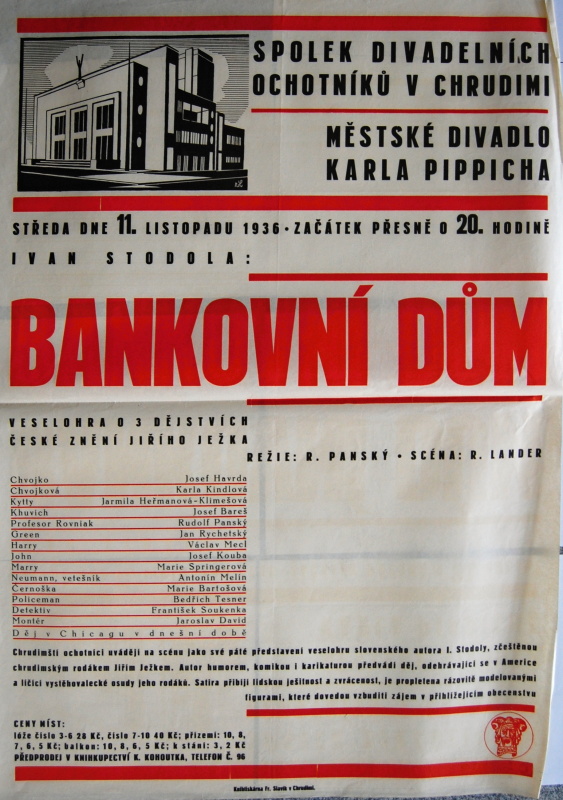 SPOLEK DIVADELNÍCH
OCHOTNÍKŮ V CHRUDIMI
MĚSTSKÉ DIVADLO
KARLA PIPPICHA
STŘEDA DNE 11. LISTOPADU 1936 • ZAČÁTEK PŘESNĚ O 20. HODINĚ
IVAN STODOLA:
BANKOVNÍ DŮM
VESELOHRA O 3 DĚJSTVÍCH
ČESKÉ ZNĚNÍ JIŘÍHO JEŽKA
REŽIE: R. PANSKÝ • SCÉNA: R. LANDER
Chvojko Josef Havrda
Chvojková Karla Kindlová
Kytty Jarmila Heřmanová-Klimešová
Khuvich Josef Bareš
Profesor Rovniak Rudolf Panský
Green Jan Rychetský
Harry Václav Mecl
John Josef Kouba
Marry Marie Springerová
Neumann, vetešník Antonín Melín
Černoška Marie Bartošová
Policeman Bedřich Tesner
Detektiv František Soukenka
Montér Jaroslav David
Děj v Chicagu v dnešní době
Chrudimští ochotníci uvádějí na scénu jako své páté představení veselohru slovenského autora I. Stodoly, zčeštěnou
chrudimským rodákem Jiřím Ježkem. Autor humorem, komikou i karikaturou předvádí děj, odehrávající se v Americe
a líčící vystěhovalecké osudy jeho rodáků. Satira přibíjí lidskou ješitnost a zvrácenost, je propletena rázovitě modelovanými
figurami, které dovedou vzbuditi zájem v přihlížejícím obecenstvu
CENY MÍST:
lóže číslo 3-6 28 Kč, číslo 7-10 40 Kč; přízemí: 10, 8,
7, 6, 5 Kč; balkon: 10, 8, 6, 5 Kč; k stání: 3, 2 Kč
PŘEDPRODEJ V KNIHKUPECTVÍ K. KOHOUTKA, TELEFON Č. 96
Knihtiskárna Fr. Slavík v Chrudimi.